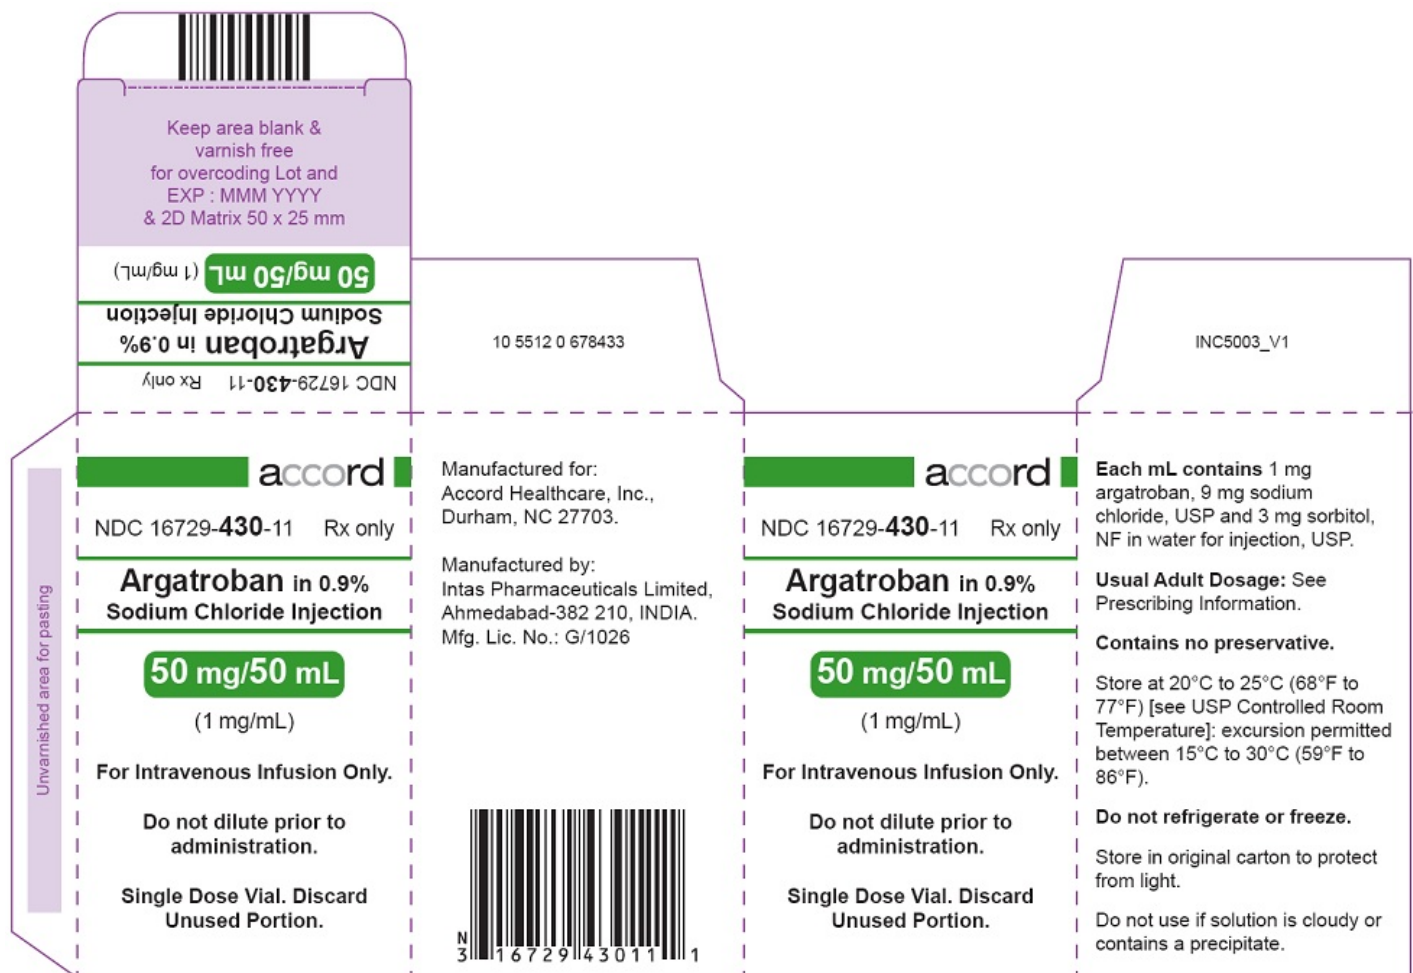 Keep area blank &
varnish free
for overcoding Lot and
EXP : MMM YYYY
& 2D Matrix 50 x 25 mm
NDC 16729-430-11 Rx only
Argatroban in 0.9%
Sodium Chloride Injection
50 mg/50 mL (1 mg/mL)
10 5512 0 678433
INC5003_V1
Unvarnished area for pasting
accord
NDC 16729-430-11 Rx only
Argatroban in 0.9%
Sodium Chloride Injection
50 mg/50 mL
(1 mg/mL)
For Intravenous Infusion Only.
Do not dilute prior to
administration.
Single Dose Vial. Discard
Unused Portion.
Manufactured for:
Accord Healthcare, Inc.,
Durham, NC 27703.
Manufactured by:
Intas Pharmaceuticals Limited,
Ahmedabad-382 210, INDIA.
Mfg. Lic. No.: G/1026
N
3 16729 43011 1
accord
NDC 16729-430-11 Rx only
Argatroban in 0.9%
Sodium Chloride Injection
50 mg/50 mL
(1 mg/mL)
For Intravenous Infusion Only.
Do not dilute prior to
administration.
Single Dose Vial. Discard
Unused Portion.
Each mL contains 1 mg
argatroban, 9 mg sodium
chloride, USP and 3 mg sorbitol,
NF in water for injection, USP.
Usual Adult Dosage: See
Prescribing Information.
Contains no preservative.
Store at 20°C to 25°C (68°F to
77°F) [see USP Controlled Room
Temperature]: excursion permitted
between 15°C to 30°C (59°F to
86°F).
Do not refrigerate or freeze.
Store in original carton to protect
from light.
Do not use if solution is cloudy or
contains a precipitate.